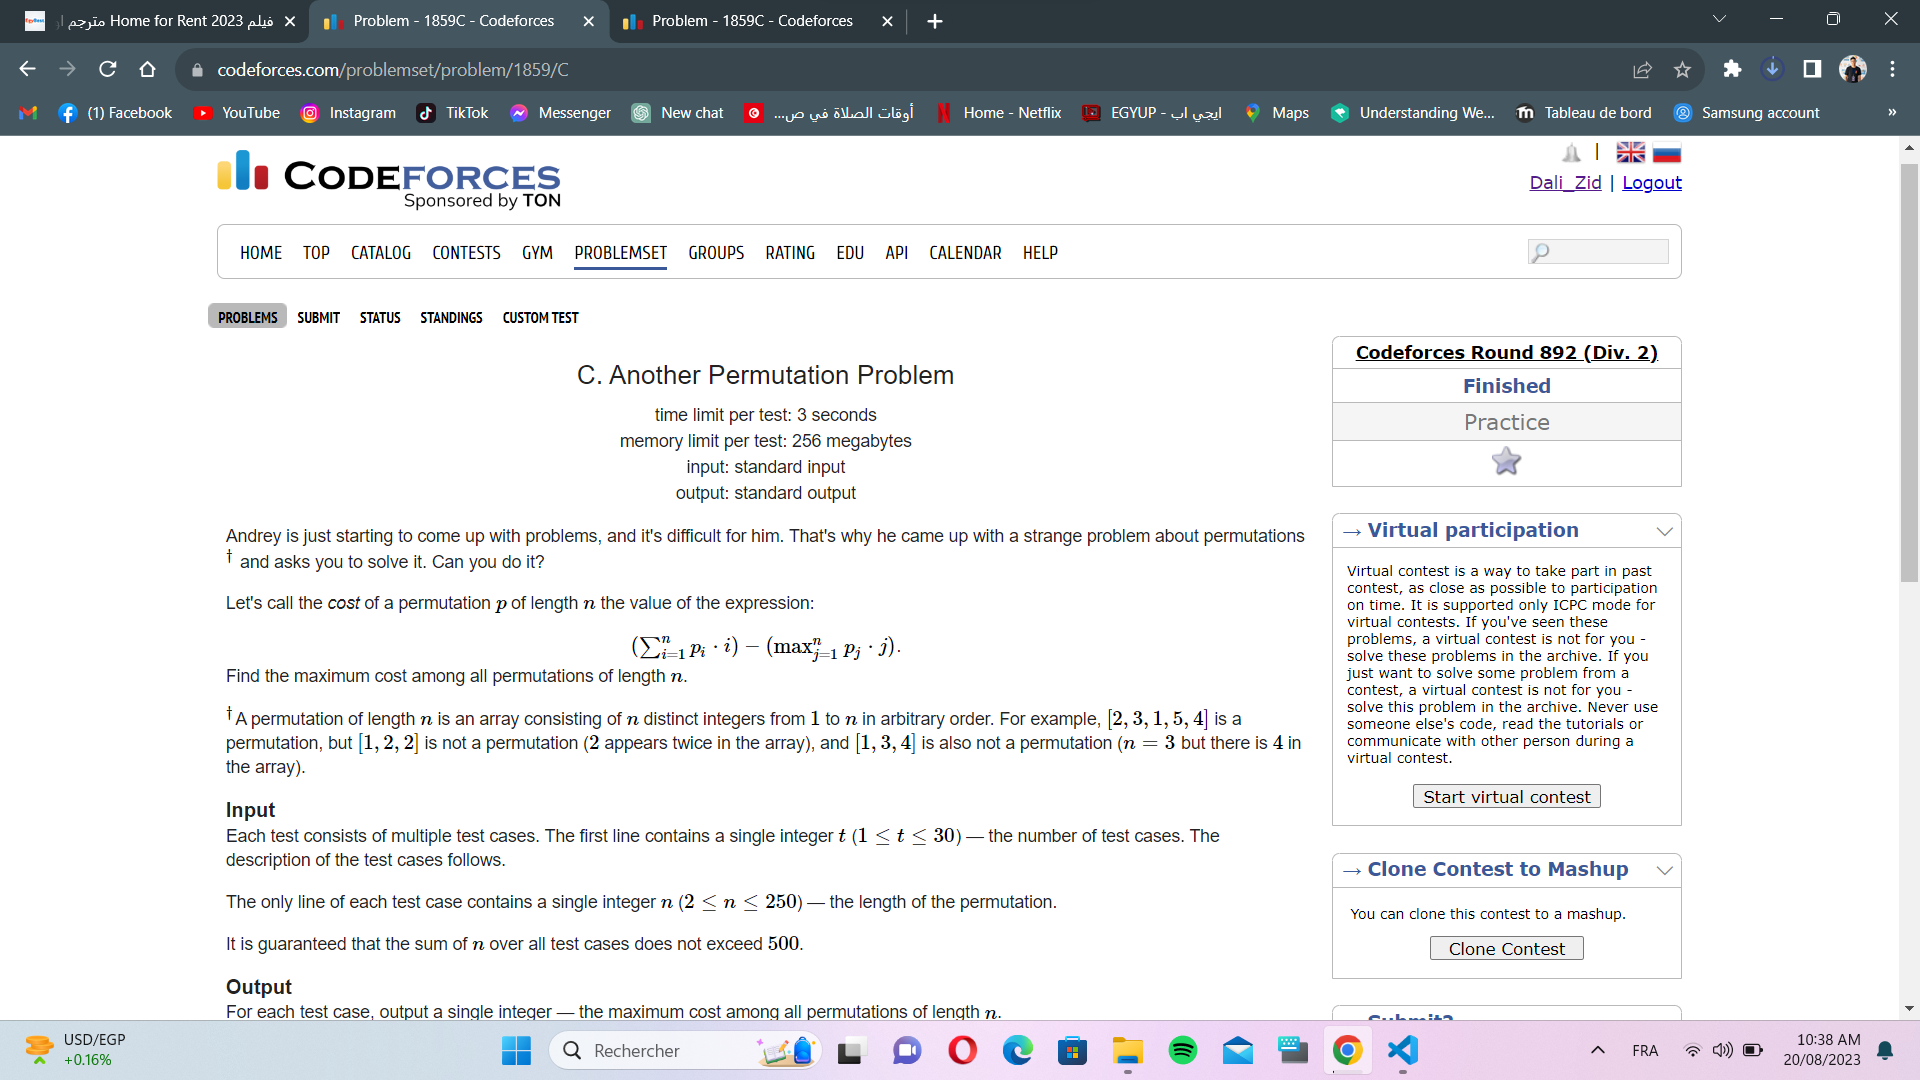 فيلم Home for Rent 2023 مترجم
Problem - 1859C - Codeforces
Problem - 1859C - Codeforces
codeforces.com/problemset/problem/1859/C
(1) Facebook
YouTube
Instagram
TikTok
Messenger
New chat
أوقات الصلاة في ص...
Home - Netflix
EGYUP - ايجي اب
Maps
Understanding We...
Tableau de bord
Samsung account
»
CODEFORCES
Sponsored by TON
Dali_Zid | Logout
HOME TOP CATALOG CONTESTS GYM PROBLEMSET GROUPS RATING EDU API CALENDAR HELP
PROBLEMS SUBMIT STATUS STANDINGS CUSTOM TEST
C. Another Permutation Problem
time limit per test: 3 seconds
memory limit per test: 256 megabytes
input: standard input
output: standard output
Andrey is just starting to come up with problems, and it's difficult for him. That's why he came up with a strange problem about permutations
† and asks you to solve it. Can you do it?
Let's call the cost of a permutation p of length n the value of the expression:
(∑ⁿᵢ₌₁ pᵢ · i) − (maxⁿⱼ₌₁ pⱼ · j).
Find the maximum cost among all permutations of length n.
†A permutation of length n is an array consisting of n distinct integers from 1 to n in arbitrary order. For example, [2, 3, 1, 5, 4] is a
permutation, but [1, 2, 2] is not a permutation (2 appears twice in the array), and [1, 3, 4] is also not a permutation (n = 3 but there is 4 in
the array).
Input
Each test consists of multiple test cases. The first line contains a single integer t (1 ≤ t ≤ 30) — the number of test cases. The
description of the test cases follows.
The only line of each test case contains a single integer n (2 ≤ n ≤ 250) — the length of the permutation.
It is guaranteed that the sum of n over all test cases does not exceed 500.
Output
For each test case, output a single integer — the maximum cost among all permutations of length n.
Codeforces Round 892 (Div. 2)
Finished
Practice
→ Virtual participation
Virtual contest is a way to take part in past
contest, as close as possible to participation
on time. It is supported only ICPC mode for
virtual contests. If you've seen these
problems, a virtual contest is not for you -
solve these problems in the archive. If you
just want to solve some problem from a
contest, a virtual contest is not for you -
solve this problem in the archive. Never use
someone else's code, read the tutorials or
communicate with other person during a
virtual contest.
Start virtual contest
→ Clone Contest to Mashup
You can clone this contest to a mashup.
Clone Contest
Submit?
USD/EGP
+0.16%
Rechercher
FRA
10:38 AM
20/08/2023